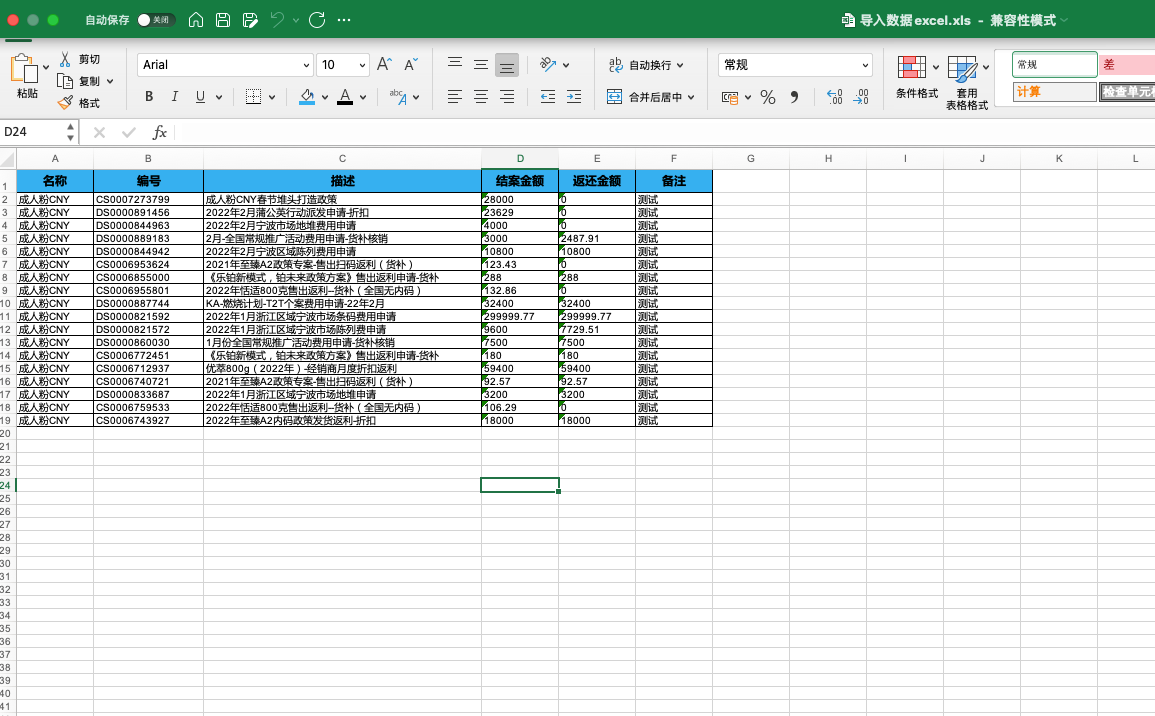 自动保存 关闭 导入数据excel.xls - 兼容性模式
粘贴 剪切 复制 格式
Arial 10
B I U
自动换行
合并后居中
常规
条件格式
套用
表格格式
常规 差
计算 检查单元格
D24 fx
A B C D E F G H I J K L
1 名称 编号 描述 结案金额 返还金额 备注
2 成人粉CNY CS0007273799 成人粉CNY春节堆头打造政策 28000 0 测试
3 成人粉CNY DS0000891456 2022年2月蒲公英行动派发申请-折扣 23629 0 测试
4 成人粉CNY DS0000844963 2022年2月宁波市场地堆费用申请 4000 0 测试
5 成人粉CNY DS0000889183 2月-全国常规推广活动费用申请-货补核销 3000 2487.91 测试
6 成人粉CNY DS0000844942 2022年2月宁波区域陈列费用申请 10800 10800 测试
7 成人粉CNY CS0006953624 2021年至臻A2政策专案-售出扫码返利（货补） 123.43 0 测试
8 成人粉CNY CS0006855000 《乐铂新模式，铂未来政策方案》售出返利申请-货补 288 288 测试
9 成人粉CNY CS0006955801 2022年恬适800克售出返利--货补（全国无内码） 132.86 0 测试
10 成人粉CNY DS0000887744 KA-燃烧计划-T2T个案费用申请-22年2月 32400 32400 测试
11 成人粉CNY DS0000821592 2022年1月浙江区域宁波市场条码费用申请 299999.77 299999.77 测试
12 成人粉CNY DS0000821572 2022年1月浙江区域宁波市场陈列费申请 9600 7729.51 测试
13 成人粉CNY DS0000860030 1月份全国常规推广活动费用申请-货补核销 7500 7500 测试
14 成人粉CNY CS0006772451 《乐铂新模式，铂未来政策方案》售出返利申请-货补 180 180 测试
15 成人粉CNY CS0006712937 优萃800g（2022年）-经销商月度折扣返利 59400 59400 测试
16 成人粉CNY CS0006740721 2021年至臻A2政策专案-售出扫码返利（货补） 92.57 92.57 测试
17 成人粉CNY DS0000833687 2022年1月浙江区域宁波市场地堆申请 3200 3200 测试
18 成人粉CNY CS0006759533 2022年恬适800克售出返利--货补（全国无内码） 106.29 0 测试
19 成人粉CNY CS0006743927 2022年至臻A2内码政策发货返利-折扣 18000 18000 测试
20
21
22
23
24
25
26
27
28
29
30
31
32
33
34
35
36
37
38
39
40
41